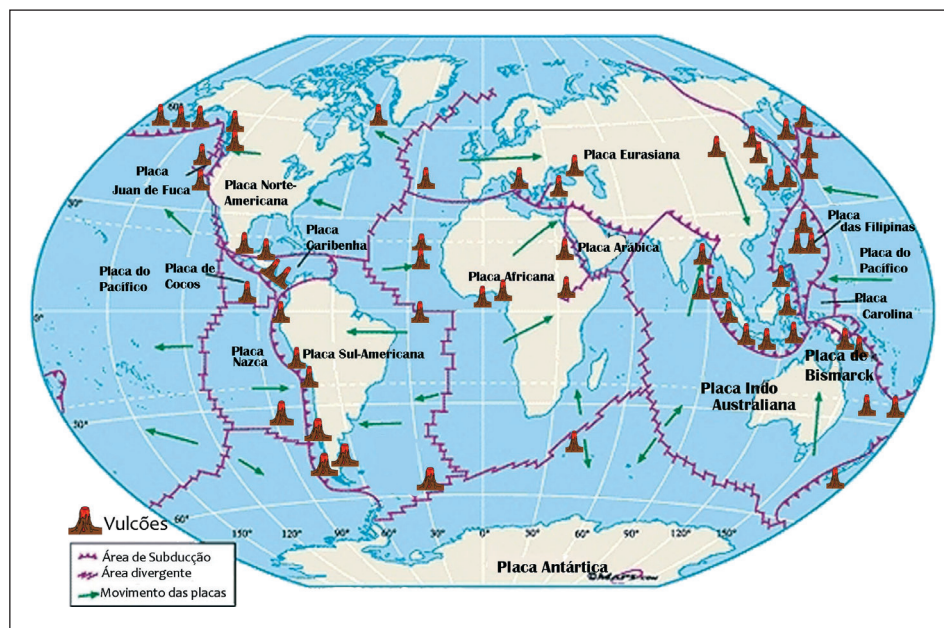 60°
Placa Eurasiana
Placa
Juan de Fuca
Placa Norte-
Americana
30°
Placa
das Filipinas
Placa Arábica
Placa
Caribenha
Placa do
Pacífico
Placa de
Cocos
Placa Africana
Placa do
Pacífico
Placa
Carolina
0°
Placa
Nazca
Placa Sul-Americana
Placa de
Bismarck
Placa Indo
Australiana
30°
60°
150°
120°
90°
60°
30°
0°
30°
60°
90°
120°
150°
60°
Placa Antártica
©MAPS.com
Vulcões
Área de Subducção
Área divergente
Movimento das placas